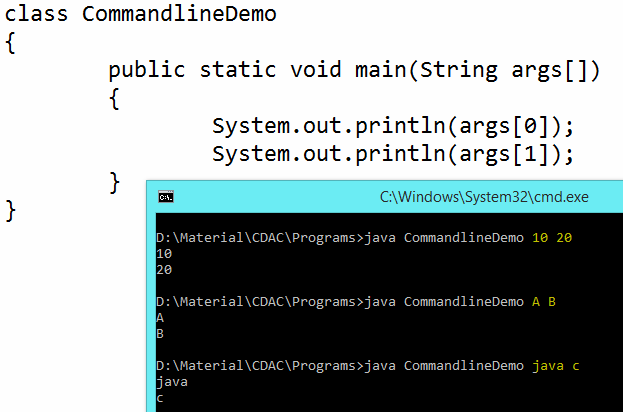 class CommandlineDemo
{
public static void main(String args[])
{
System.out.println(args[0]);
System.out.println(args[1]);
}
}
C:\Windows\System32\cmd.exe
D:\Material\CDAC\Programs>java CommandlineDemo 10 20
10
20
D:\Material\CDAC\Programs>java CommandlineDemo A B
A
B
D:\Material\CDAC\Programs>java CommandlineDemo java c
java
c